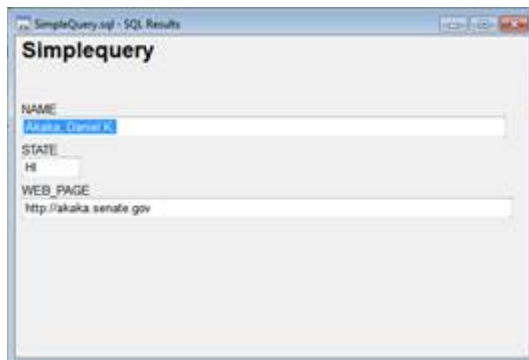 SimpleQuery.sql - SQL Results
Simplequery
NAME
Akaka, Daniel K.
STATE
HI
WEB_PAGE
http://akaka.senate.gov